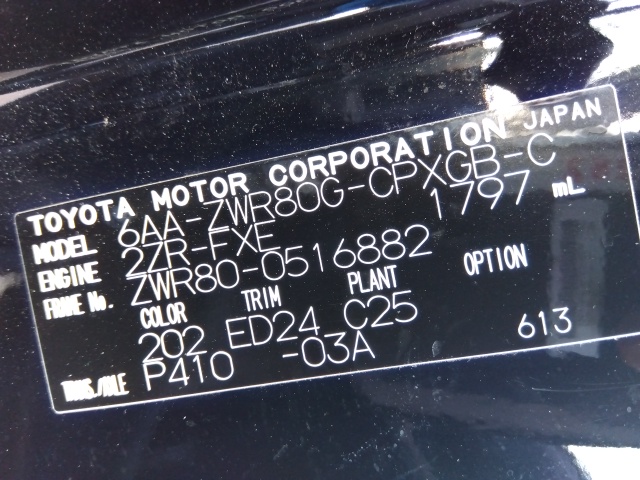 TOYOTA MOTOR CORPORATION JAPAN
MODEL 6AA-ZWR80G-CPXGB-C
ENGINE 2ZR-FXE 1797 mL
FRAME No. ZWR80-0516882
COLOR TRIM PLANT OPTION
202 ED24 C25
TRANS./AXLE P410 -03A 613